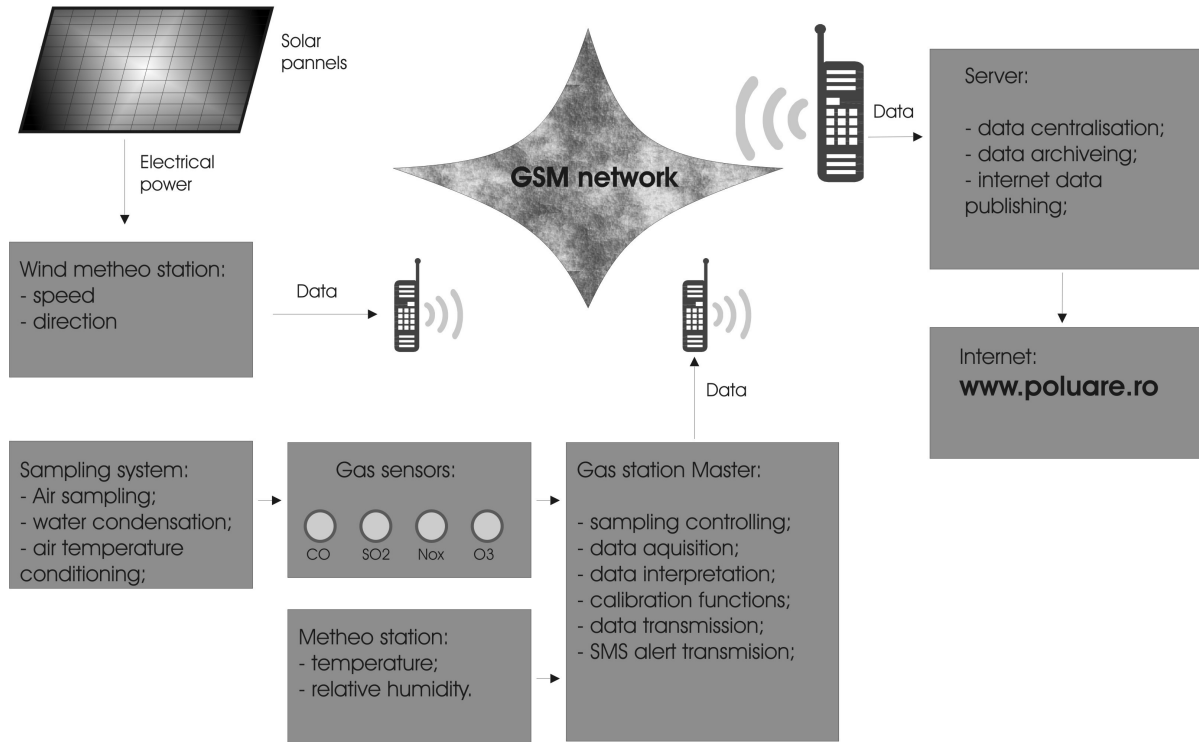 Solar
pannels
Electrical
power
GSM network
Data
Server:
- data centralisation;
- data archiveing;
- internet data
publishing;
Wind metheo station:
- speed
- direction
Data
Data
Internet:
www.poluare.ro
Sampling system:
- Air sampling;
- water condensation;
- air temperature
conditioning;
Gas sensors:
CO SO2 Nox O3
Gas station Master:
- sampling controlling;
- data aquisition;
- data interpretation;
- calibration functions;
- data transmission;
- SMS alert transmision;
Metheo station:
- temperature;
- relative humidity.